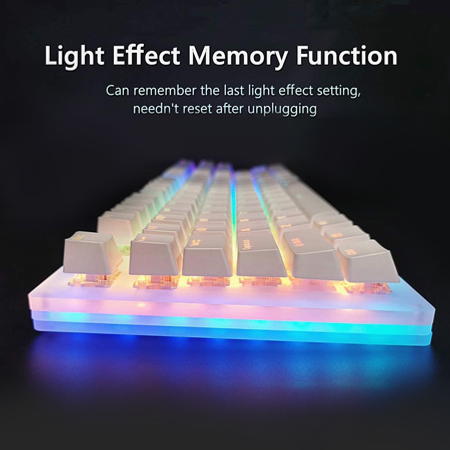 Light Effect Memory Function
Can remember the last light effect setting,
needn't reset after unplugging